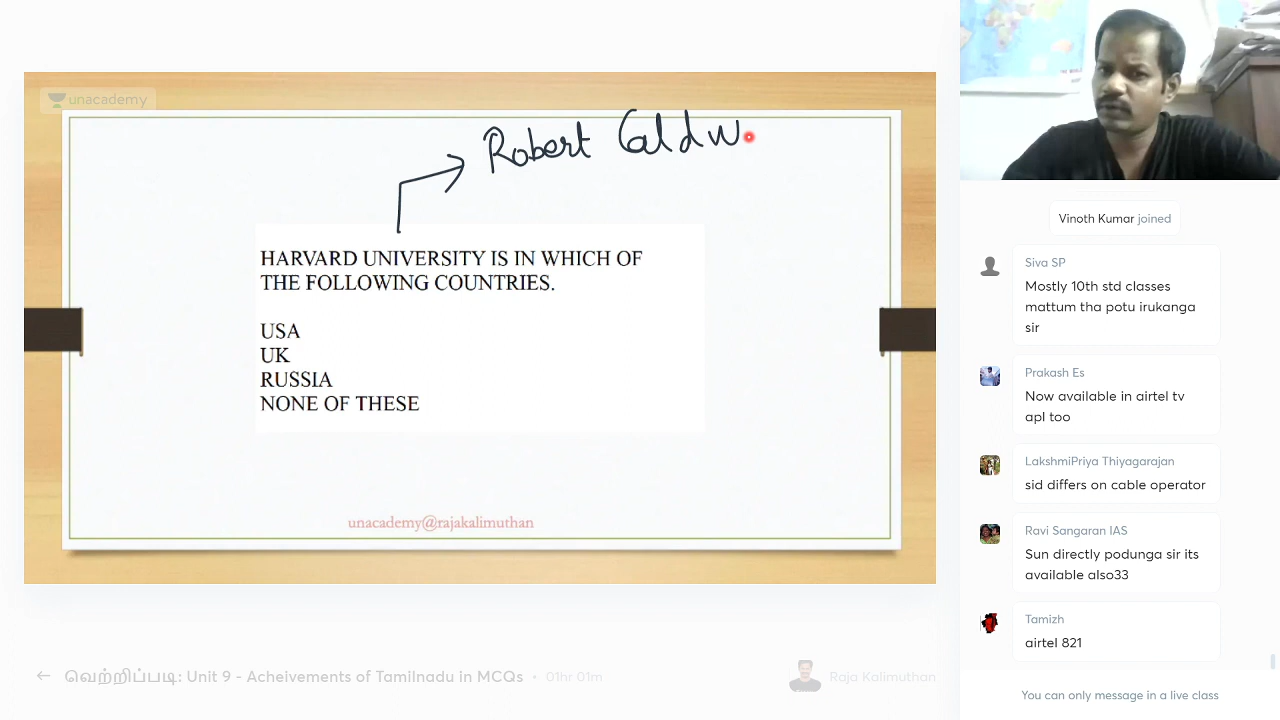 unacademy
Robert Caldw
HARVARD UNIVERSITY IS IN WHICH OF
THE FOLLOWING COUNTRIES.
USA
UK
RUSSIA
NONE OF THESE
unacademy@rajakalimuthan
வெற்றிப்படி: Unit 9 - Acheivements of Tamilnadu in MCQs • 01hr 01m
Raja Kalimuthan
Vinoth Kumar joined
Siva SP
Mostly 10th std classes
mattum tha potu irukanga
sir
Prakash Es
Now available in airtel tv
apl too
LakshmiPriya Thiyagarajan
sid differs on cable operator
Ravi Sangaran IAS
Sun directly podunga sir its
available also33
Tamizh
airtel 821
You can only message in a live class